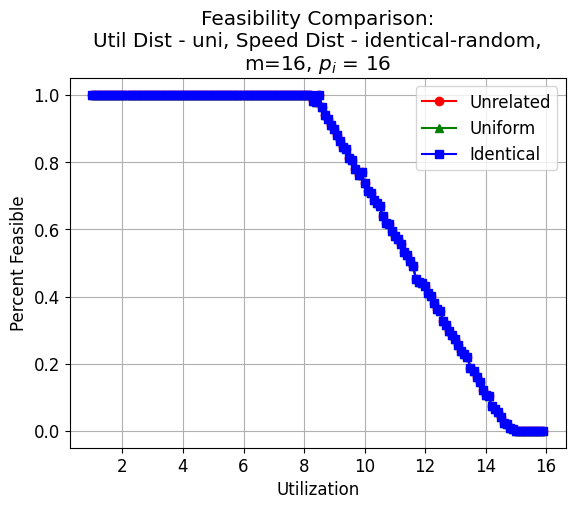 Feasibility Comparison:
Util Dist - uni, Speed Dist - identical-random,
m=16, $p_i$ = 16
1.0
0.8
0.6
0.4
0.2
0.0
Percent Feasible
Unrelated
Uniform
Identical
2 4 6 8 10 12 14 16
Utilization